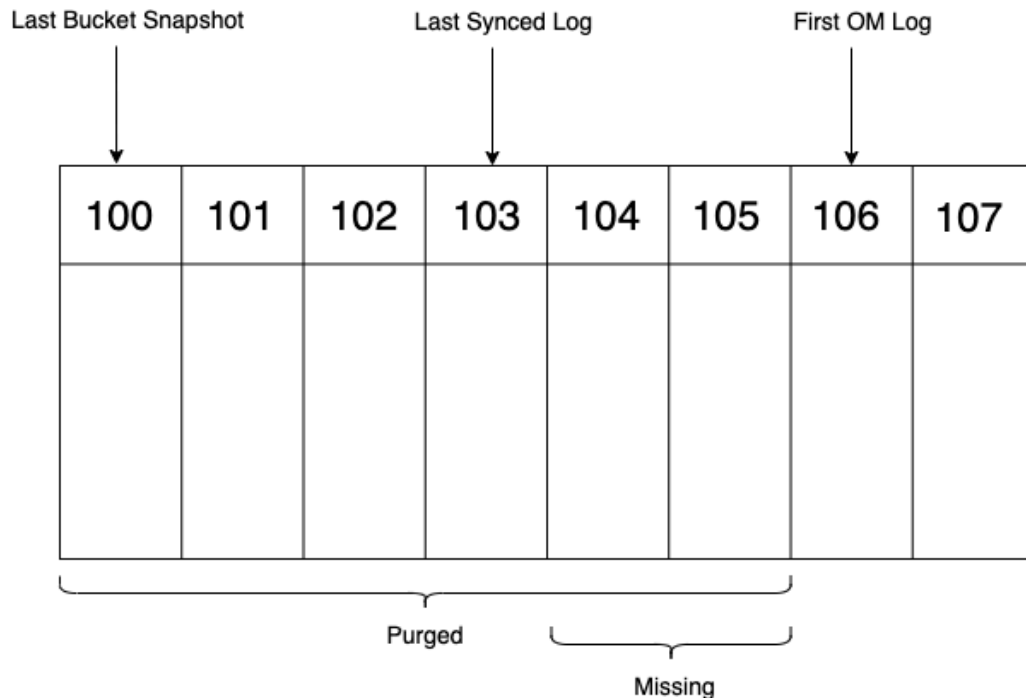 Last Bucket Snapshot
Last Synced Log
First OM Log
100 101 102 103 104 105 106 107
Purged
Missing